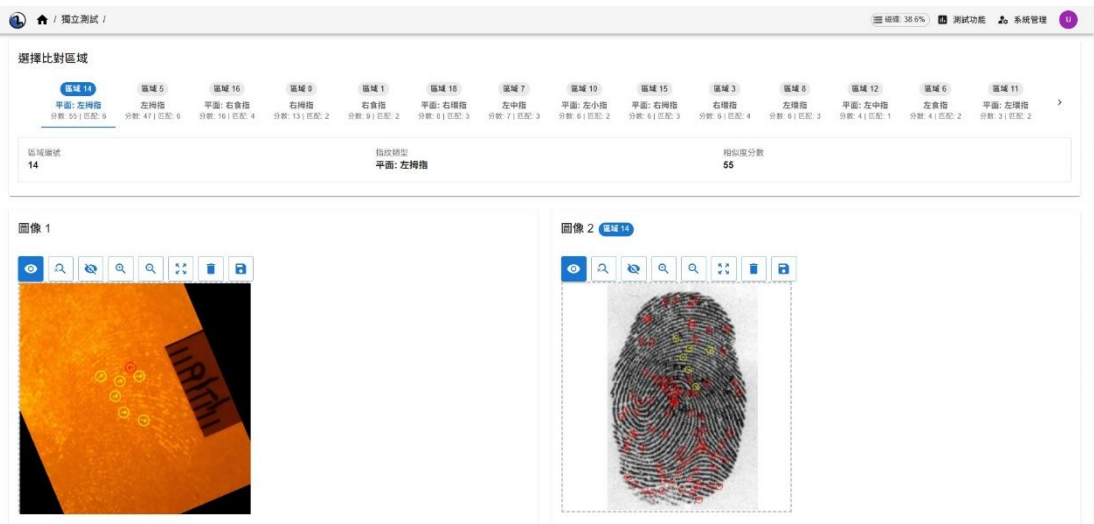 / 獨立測試 /
磁碟: 38.6%
測試功能
系統管理
U
選擇比對區域
區域 14
平面: 左拇指
分數: 55 | 匹配: 6
區域 5
左拇指
分數: 47 | 匹配: 6
區域 16
平面: 右食指
分數: 16 | 匹配: 4
區域 0
右拇指
分數: 13 | 匹配: 2
區域 1
右食指
分數: 9 | 匹配: 2
區域 18
平面: 右環指
分數: 8 | 匹配: 3
區域 7
左中指
分數: 7 | 匹配: 3
區域 10
平面: 左小指
分數: 6 | 匹配: 2
區域 15
平面: 右拇指
分數: 6 | 匹配: 3
區域 3
右環指
分數: 6 | 匹配: 4
區域 8
左環指
分數: 6 | 匹配: 3
區域 12
平面: 左中指
分數: 4 | 匹配: 1
區域 6
左食指
分數: 4 | 匹配: 2
區域 11
平面: 左環指
分數: 3 | 匹配: 2
區域編號
14
指紋類型
平面: 左拇指
相似度分數
55
圖像 1
圖像 2 區域 14